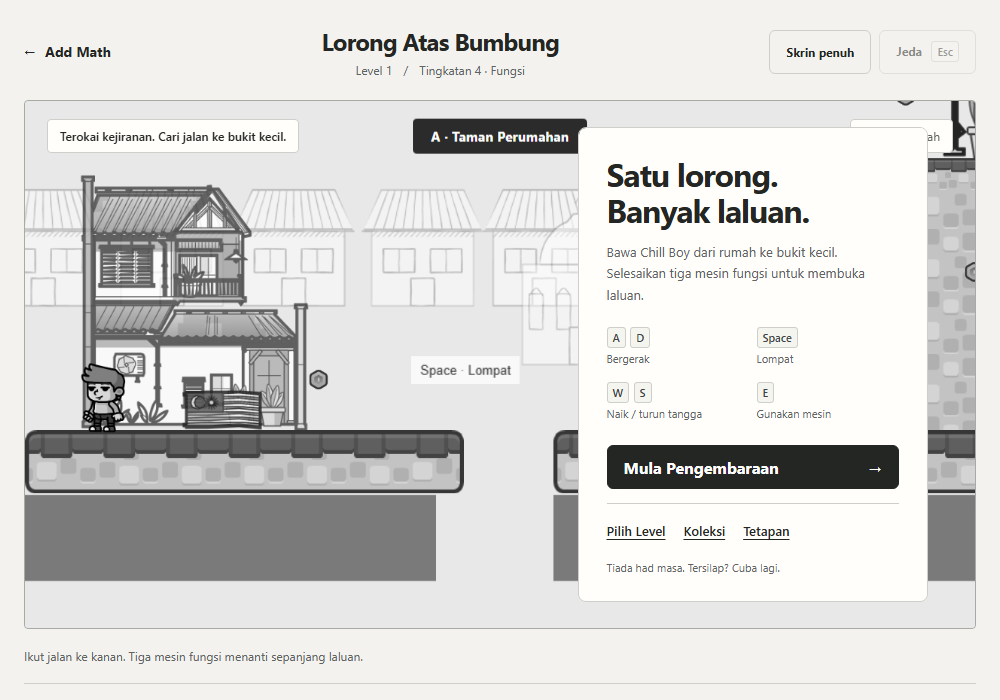 ← Add Math
Lorong Atas Bumbung
Level 1 / Tingkatan 4 · Fungsi
Skrin penuh
Jeda Esc
Terokai kejiranan. Cari jalan ke bukit kecil.
A · Taman Perumahan
Satu lorong.
Banyak laluan.
Bawa Chill Boy dari rumah ke bukit kecil.
Selesaikan tiga mesin fungsi untuk membuka
laluan.
A D
Bergerak
Space
Lompat
W S
Naik / turun tangga
E
Gunakan mesin
Space · Lompat
Mula Pengembaraan →
Pilih Level Koleksi Tetapan
Tiada had masa. Tersilap? Cuba lagi.
Ikut jalan ke kanan. Tiga mesin fungsi menanti sepanjang laluan.